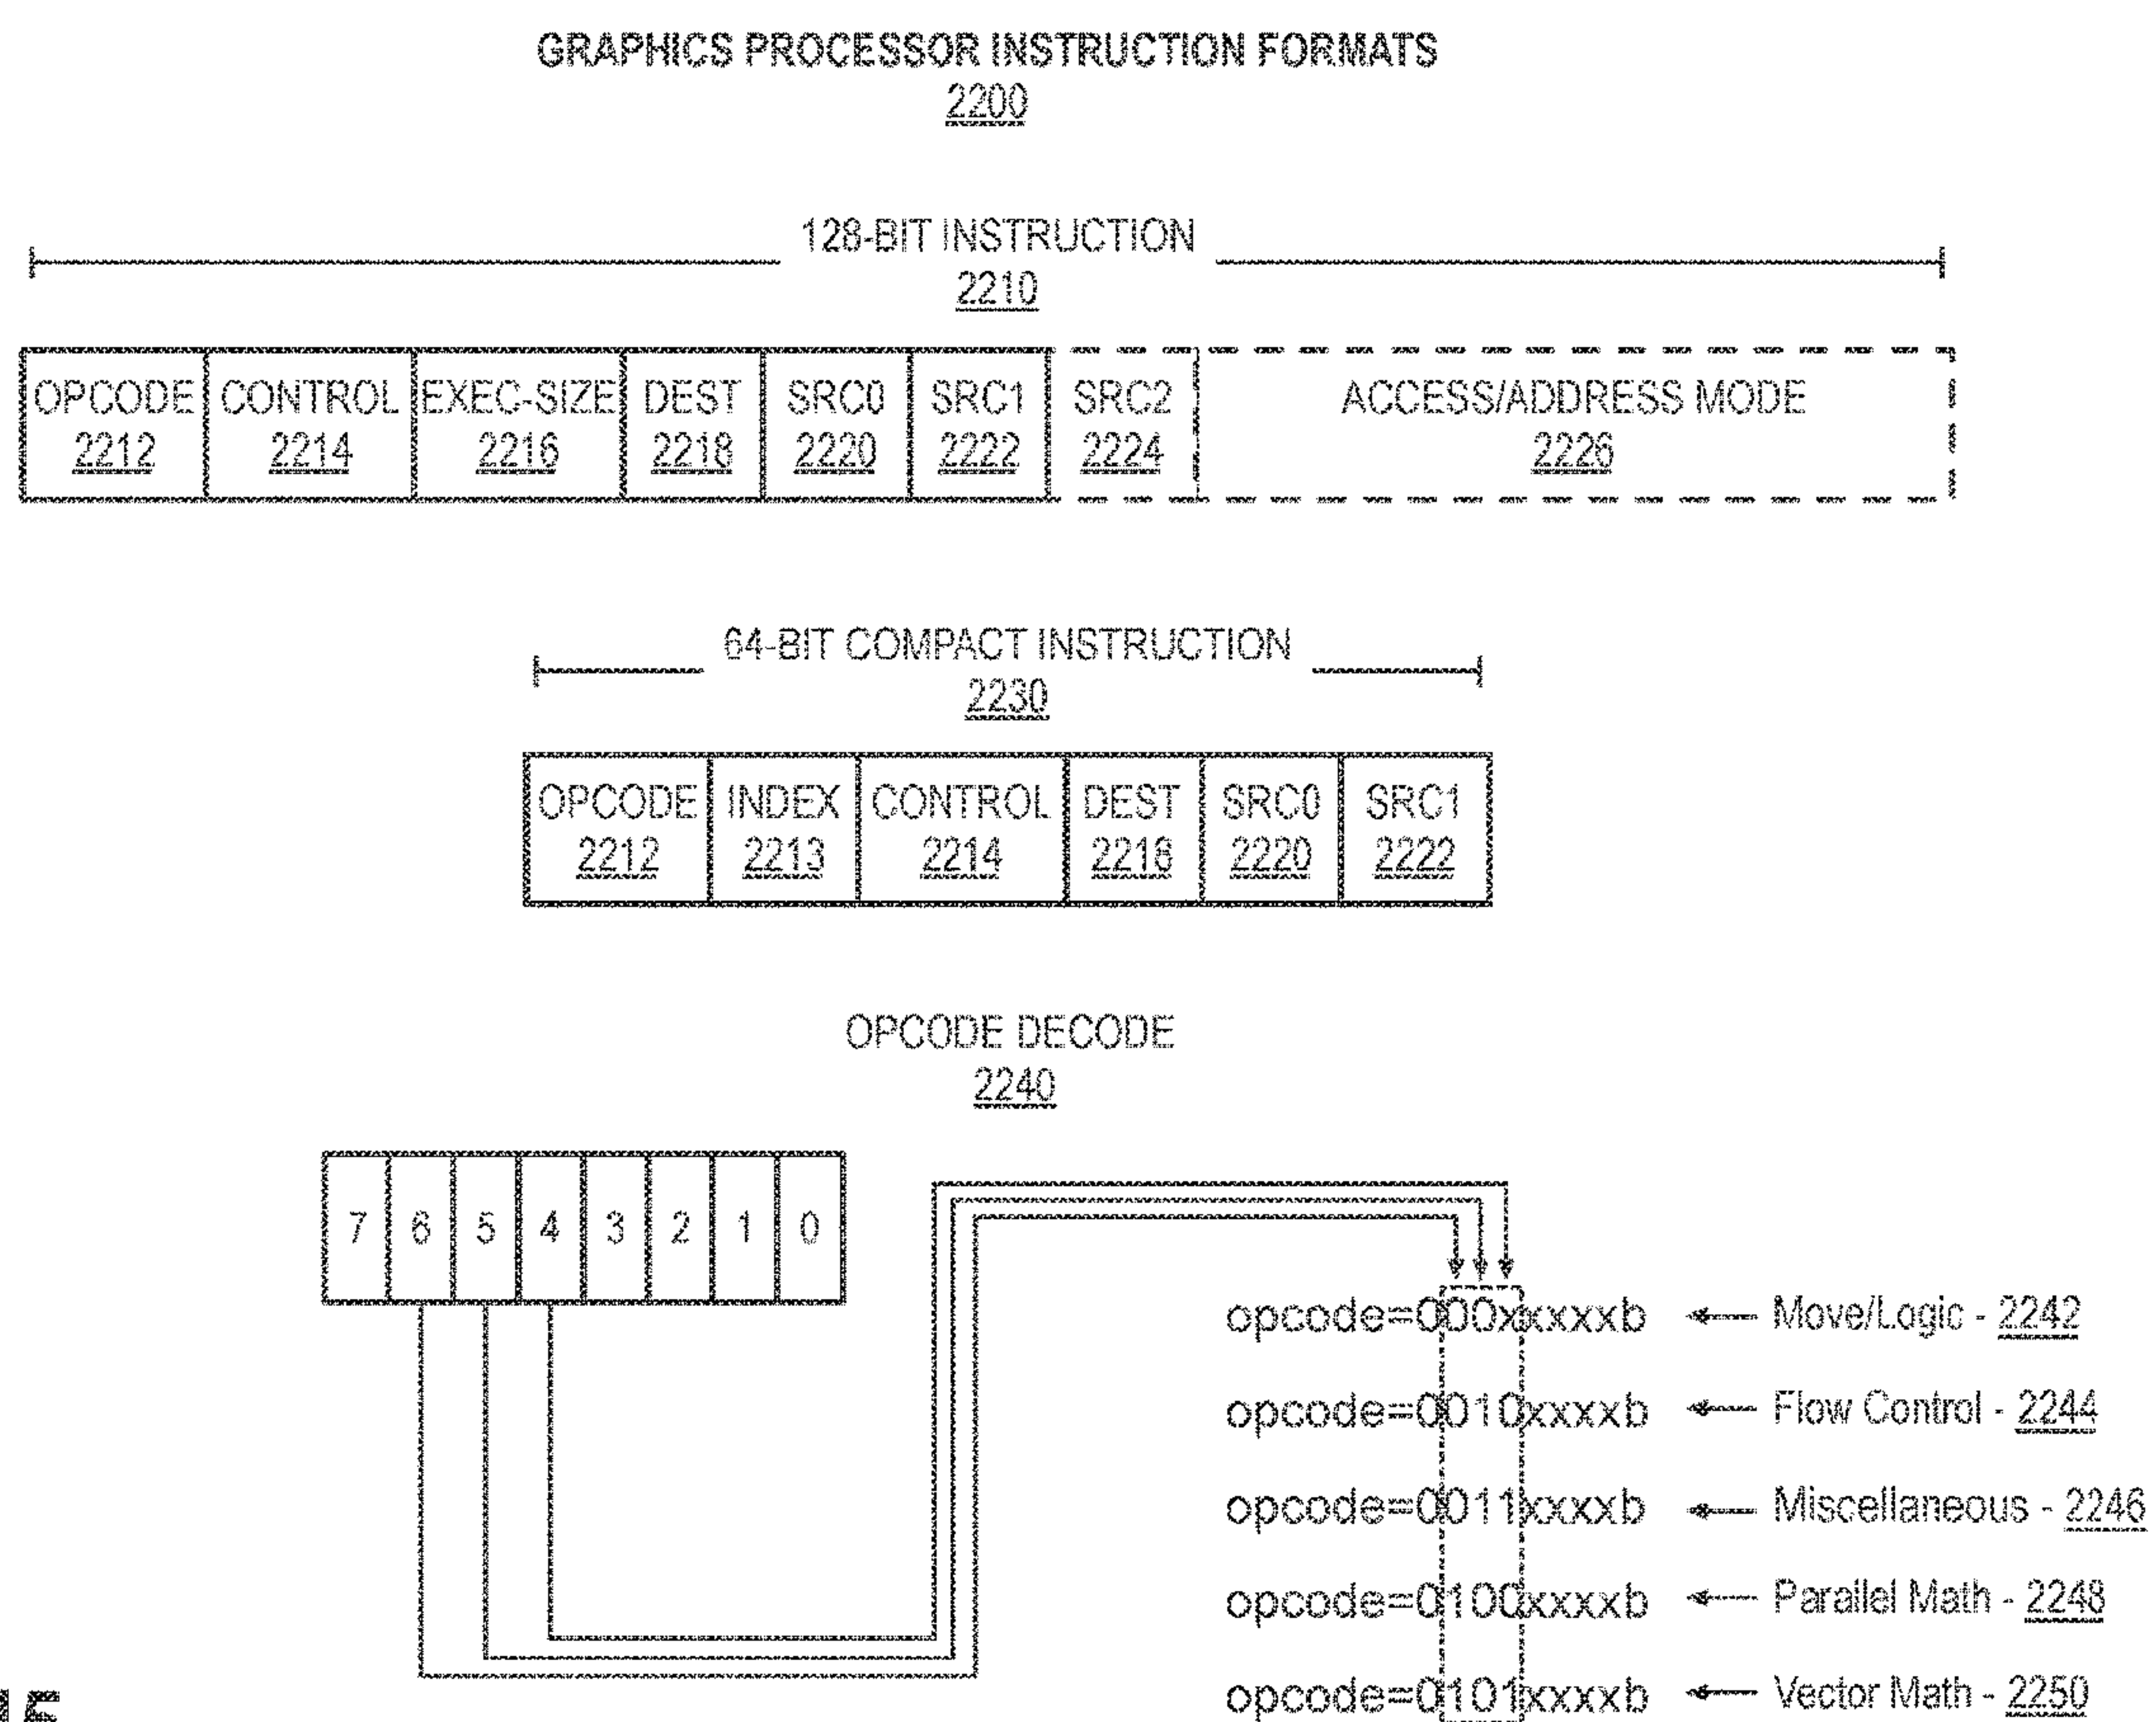 GRAPHICS PROCESSOR INSTRUCTION FORMATS
2200
128-BIT INSTRUCTION
2210
OPCODE CONTROL EXEC-SIZE DEST SRC0 SRC1 SRC2 ACCESS/ADDRESS MODE
2212 2214 2216 2218 2220 2222 2224 2226
64-BIT COMPACT INSTRUCTION
2230
OPCODE INDEX CONTROL DEST SRC0 SRC1
2212 2213 2214 2218 2220 2222
OPCODE DECODE
2240
7 6 5 4 3 2 1 0
opcode=000xxxxxb Move/Logic - 2242
opcode=0010xxxxb Flow Control - 2244
opcode=0011xxxxb Miscellaneous - 2246
opcode=0100xxxxb Parallel Math - 2248
opcode=0101xxxxb Vector Math - 2250